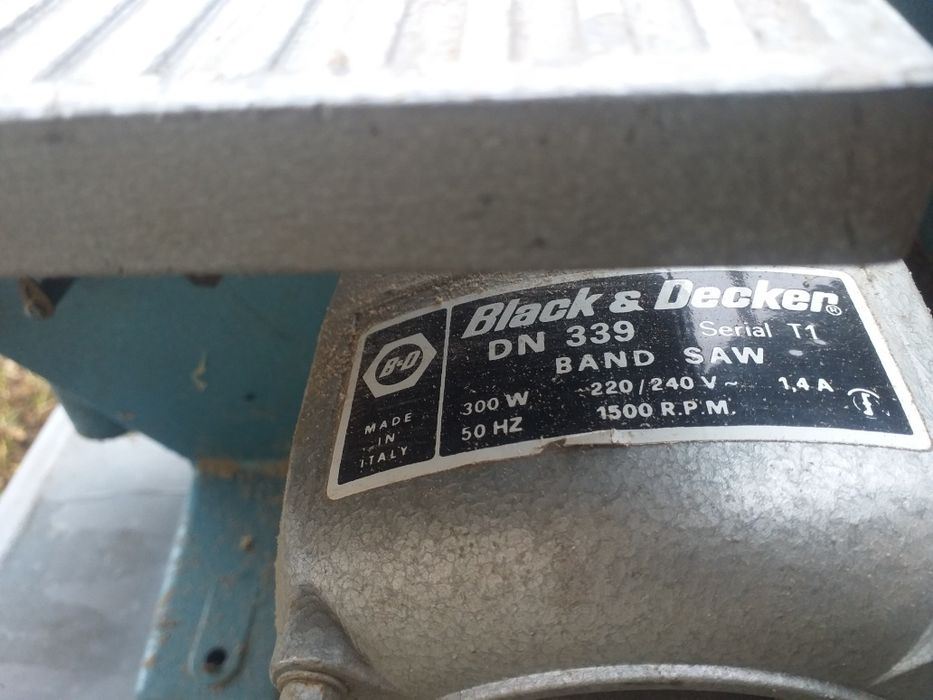 B&D
MADE
IN
ITALY
Black & Decker®
DN 339 Serial T1
BAND SAW
300 W ~220/240 V~ 1,4 A
50 HZ 1500 R.P.M.